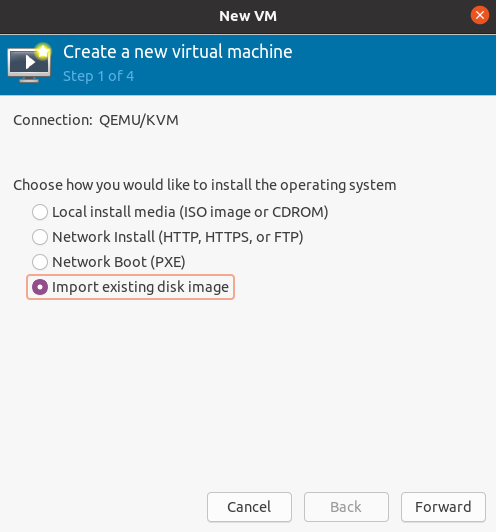 New VM
Create a new virtual machine
Step 1 of 4
Connection: QEMU/KVM
Choose how you would like to install the operating system
Local install media (ISO image or CDROM)
Network Install (HTTP, HTTPS, or FTP)
Network Boot (PXE)
Import existing disk image
Cancel Back Forward